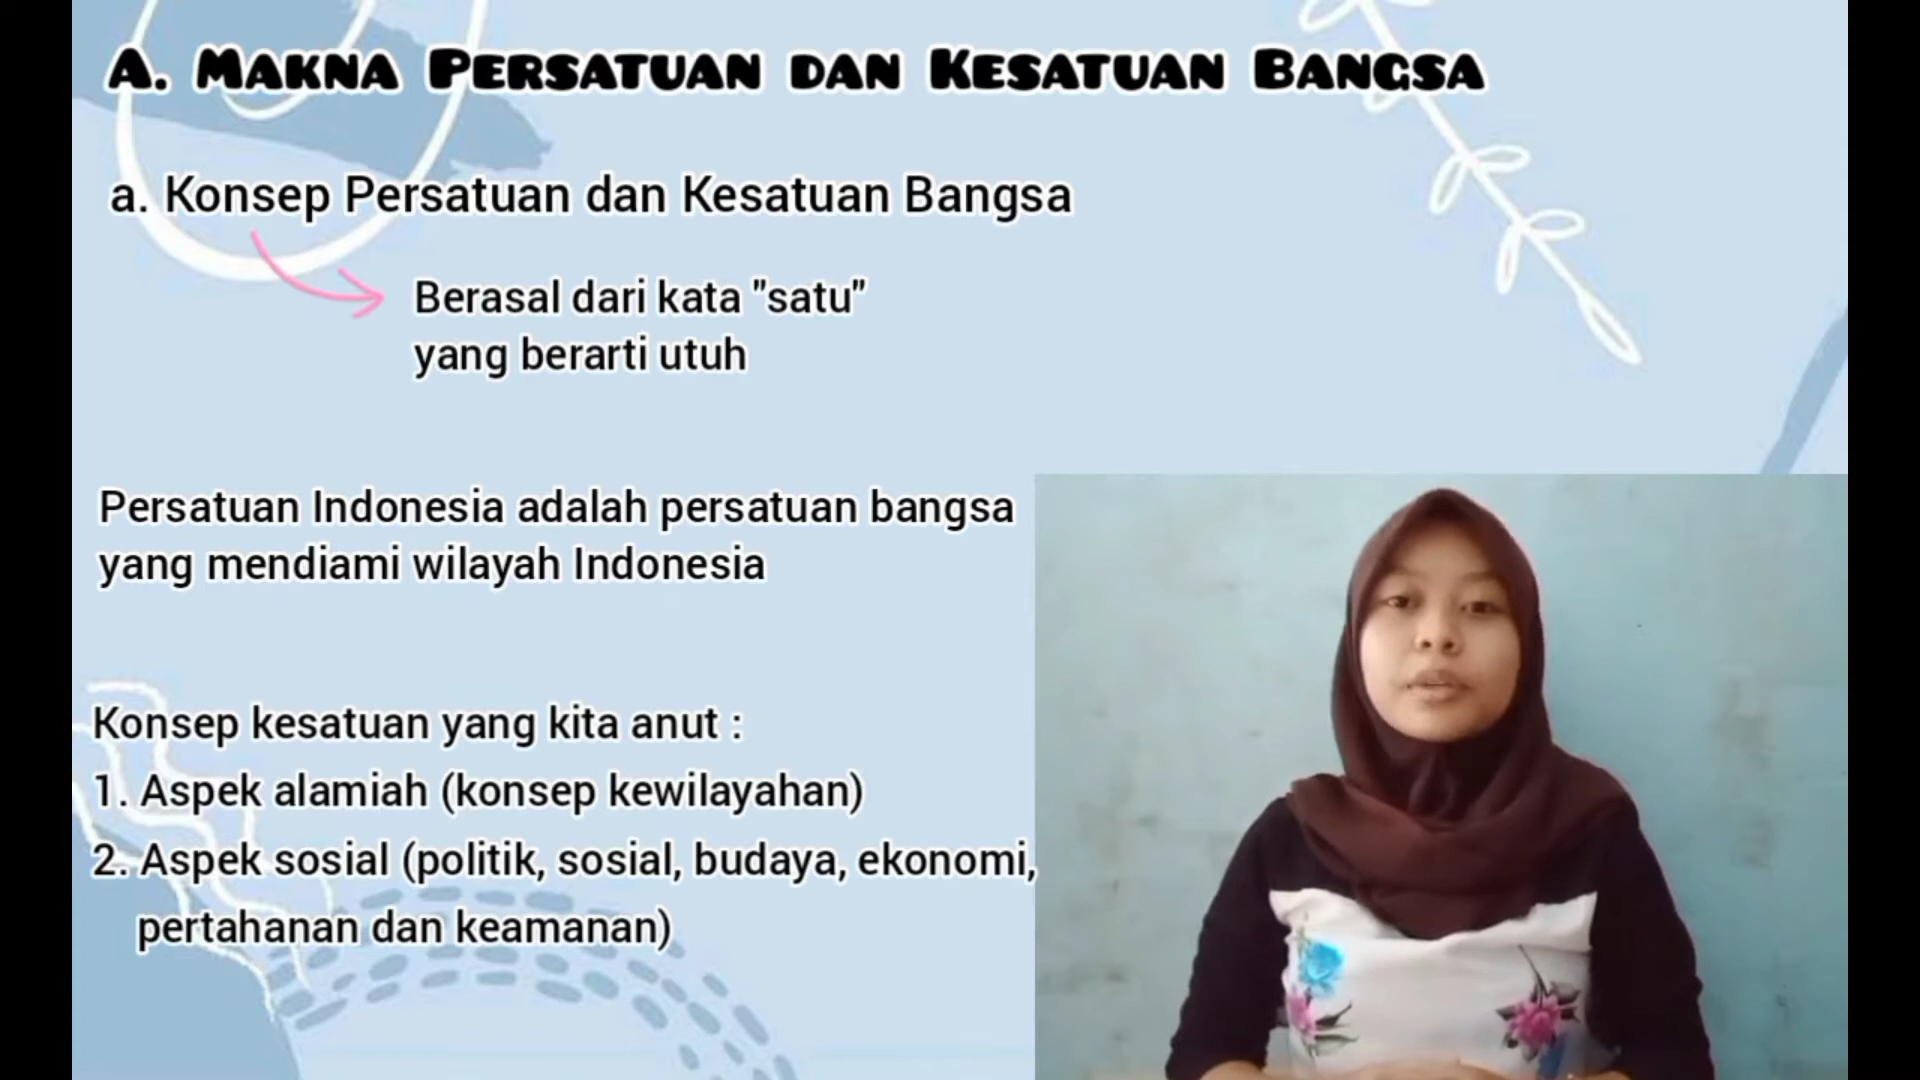 A. MAKNA PERSATUAN DAN KESATUAN BANGSA
a. Konsep Persatuan dan Kesatuan Bangsa
Berasal dari kata "satu"
yang berarti utuh
Persatuan Indonesia adalah persatuan bangsa
yang mendiami wilayah Indonesia
Konsep kesatuan yang kita anut :
1. Aspek alamiah (konsep kewilayahan)
2. Aspek sosial (politik, sosial, budaya, ekonomi,
pertahanan dan keamanan)